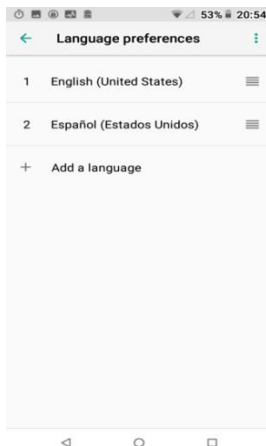 53% 20:54
Language preferences
1 English (United States)
2 Español (Estados Unidos)
+ Add a language